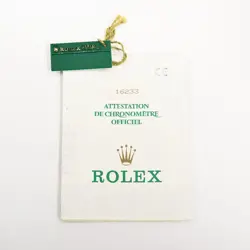 16233
ATTESTATION
DE CHRONOMÈTRE
OFFICIEL
ROLEX